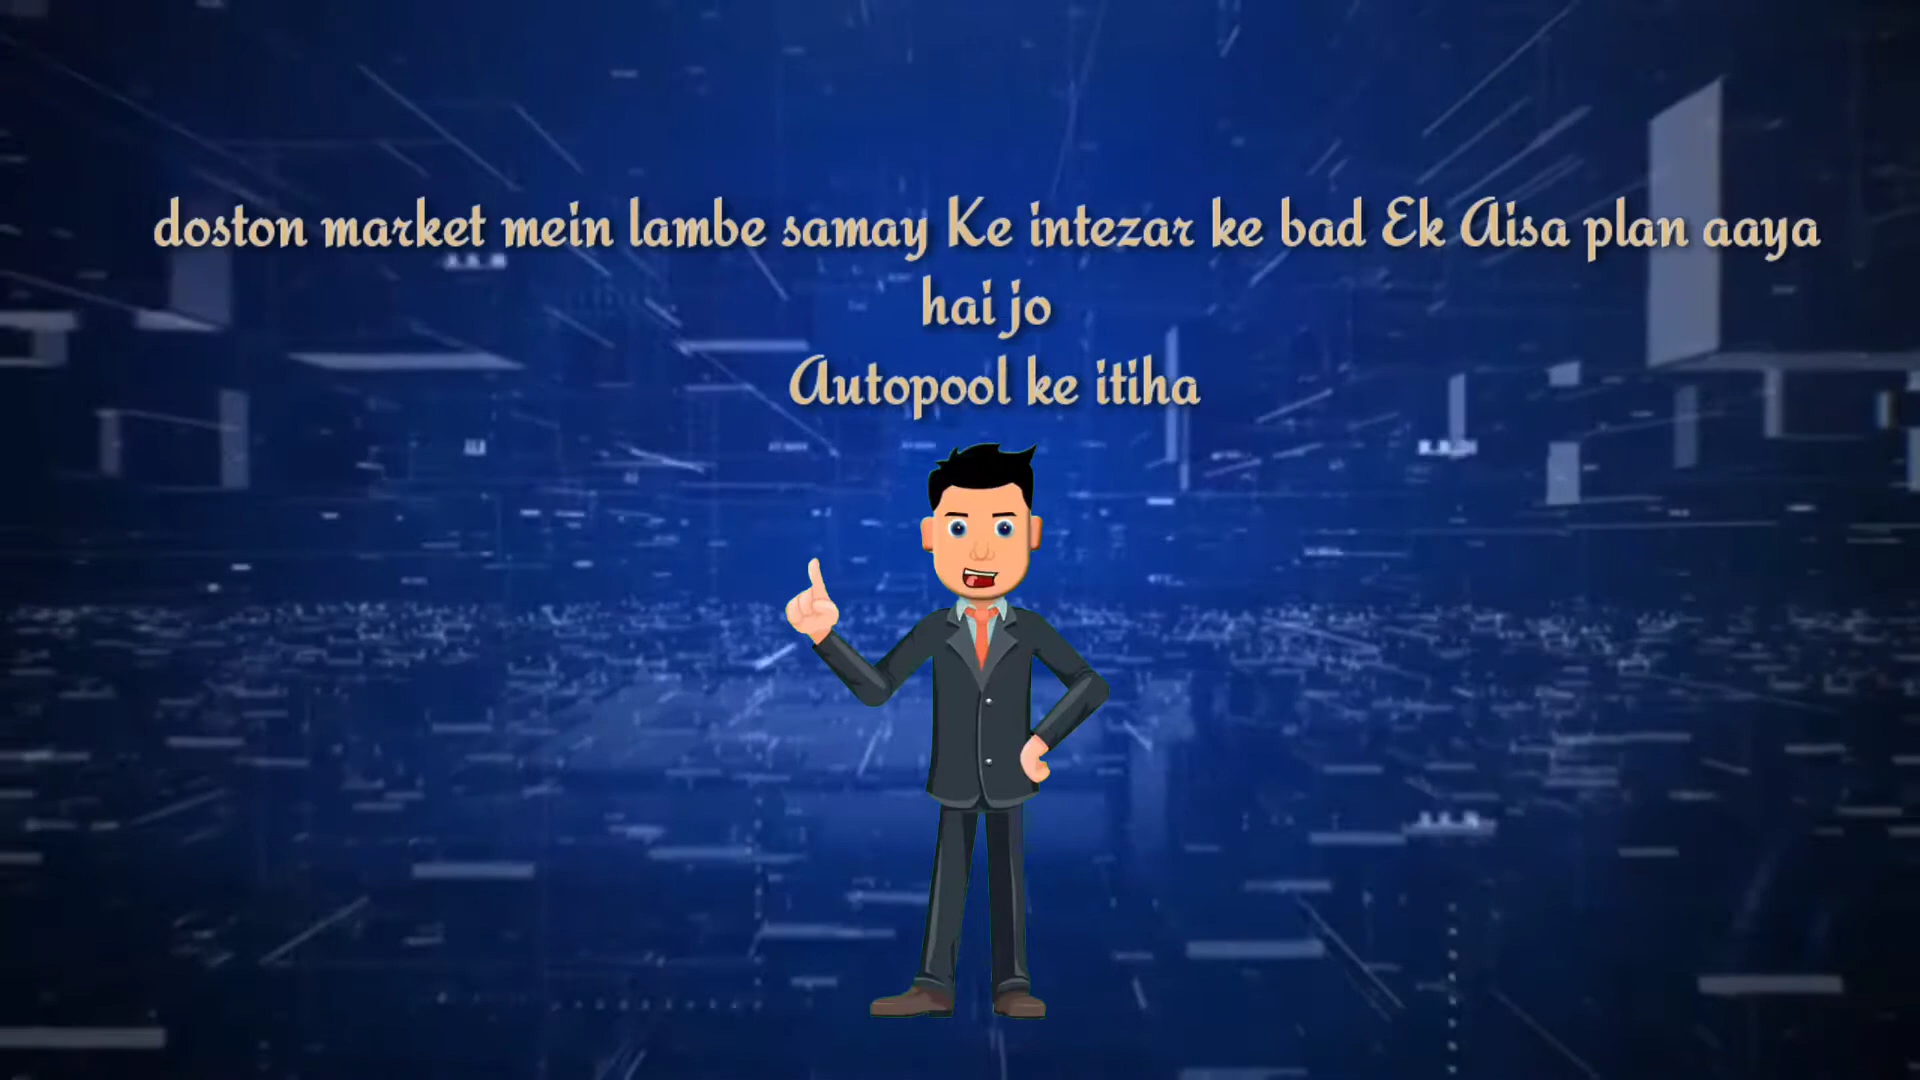 doston market mein lambe samay Ke intezar ke bad Ek Aisa plan aaya
hai jo
Autopool ke itiha